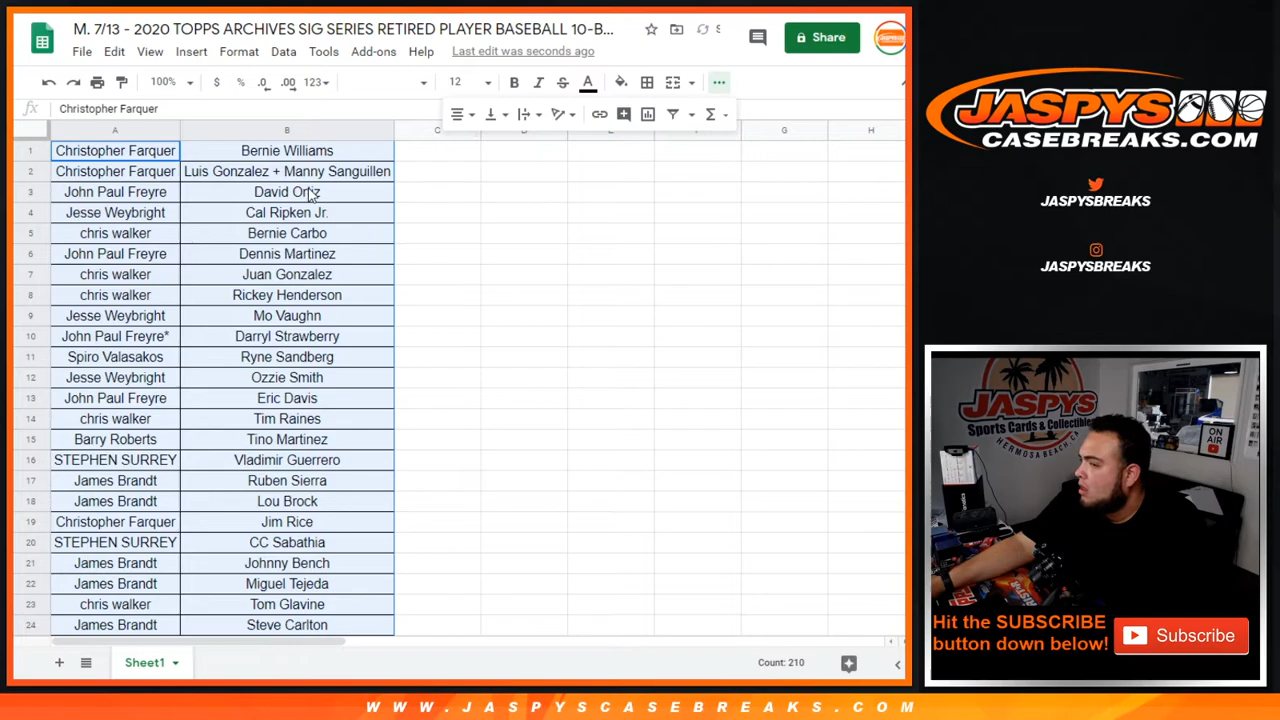 M. 7/13 - 2020 TOPPS ARCHIVES SIG SERIES RETIRED PLAYER BASEBALL 10-B...
File Edit View Insert Format Data Tools Add-ons Help Last edit was seconds ago
Share
100% $ % .0 .00 123 12 B I S A
fx Christopher Farquer
A B C D E F G H
1 Christopher Farquer Bernie Williams
2 Christopher Farquer Luis Gonzalez + Manny Sanguillen
3 John Paul Freyre David Ortiz
4 Jesse Weybright Cal Ripken Jr.
5 chris walker Bernie Carbo
6 John Paul Freyre Dennis Martinez
7 chris walker Juan Gonzalez
8 chris walker Rickey Henderson
9 Jesse Weybright Mo Vaughn
10 John Paul Freyre* Darryl Strawberry
11 Spiro Valasakos Ryne Sandberg
12 Jesse Weybright Ozzie Smith
13 John Paul Freyre Eric Davis
14 chris walker Tim Raines
15 Barry Roberts Tino Martinez
16 STEPHEN SURREY Vladimir Guerrero
17 James Brandt Ruben Sierra
18 James Brandt Lou Brock
19 Christopher Farquer Jim Rice
20 STEPHEN SURREY CC Sabathia
21 James Brandt Johnny Bench
22 James Brandt Miguel Tejeda
23 chris walker Tom Glavine
24 James Brandt Steve Carlton
Sheet1
Count: 210
JASPYS
CASEBREAKS.COM
JASPYSBREAKS
JASPYSBREAKS
JASPYS
Sports Cards & Collectibles
HERMOSA BEACH, CA
ON
AIR
Hit the SUBSCRIBE
button down below!
Subscribe
WWW.JASPYSCASEBREAKS.COM